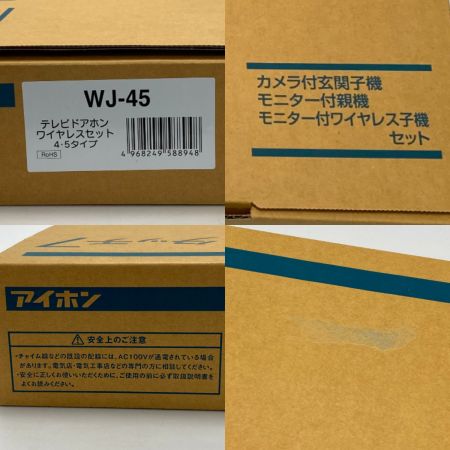 WJ-45
テレビドアホン
ワイヤレスセット
4・5タイプ
RoHS
4 968249 588948
カメラ付玄関子機
モニター付親機
モニター付ワイヤレス子機
セット
タッチ7
アイホン
⚠ 安全上のご注意
・チャイム線などの既設の配線には、AC100Vが通電されている場合
があります。電気店・電気工事店などの専門の方に相談してください。
・安全に正しくお使いいただくために、ご使用の前に必ず取扱説明書を
よくお読みください。